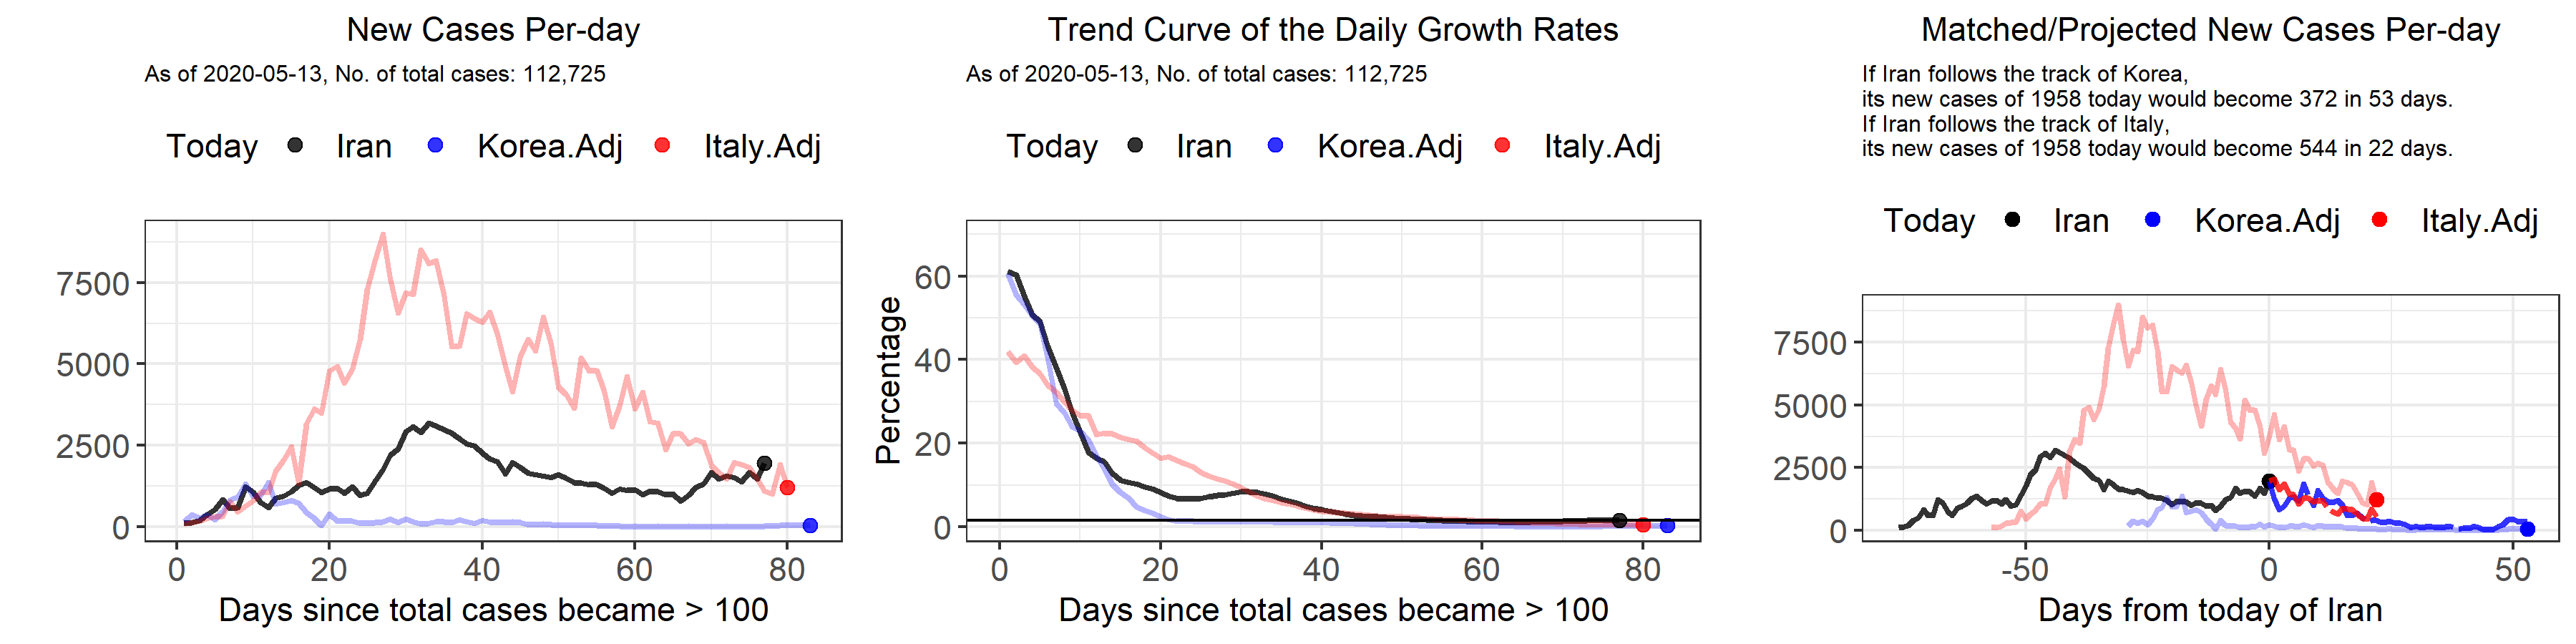 New Cases Per-day
As of 2020-05-13, No. of total cases: 112,725
Today Iran Korea.Adj Italy.Adj
7500
5000
2500
0
0 20 40 60 80
Days since total cases became > 100
Trend Curve of the Daily Growth Rates
As of 2020-05-13, No. of total cases: 112,725
Today Iran Korea.Adj Italy.Adj
Percentage
60
40
20
0
0 20 40 60 80
Days since total cases became > 100
Matched/Projected New Cases Per-day
If Iran follows the track of Korea,
its new cases of 1958 today would become 372 in 53 days.
If Iran follows the track of Italy,
its new cases of 1958 today would become 544 in 22 days.
Today Iran Korea.Adj Italy.Adj
7500
5000
2500
0
-50 0 50
Days from today of Iran